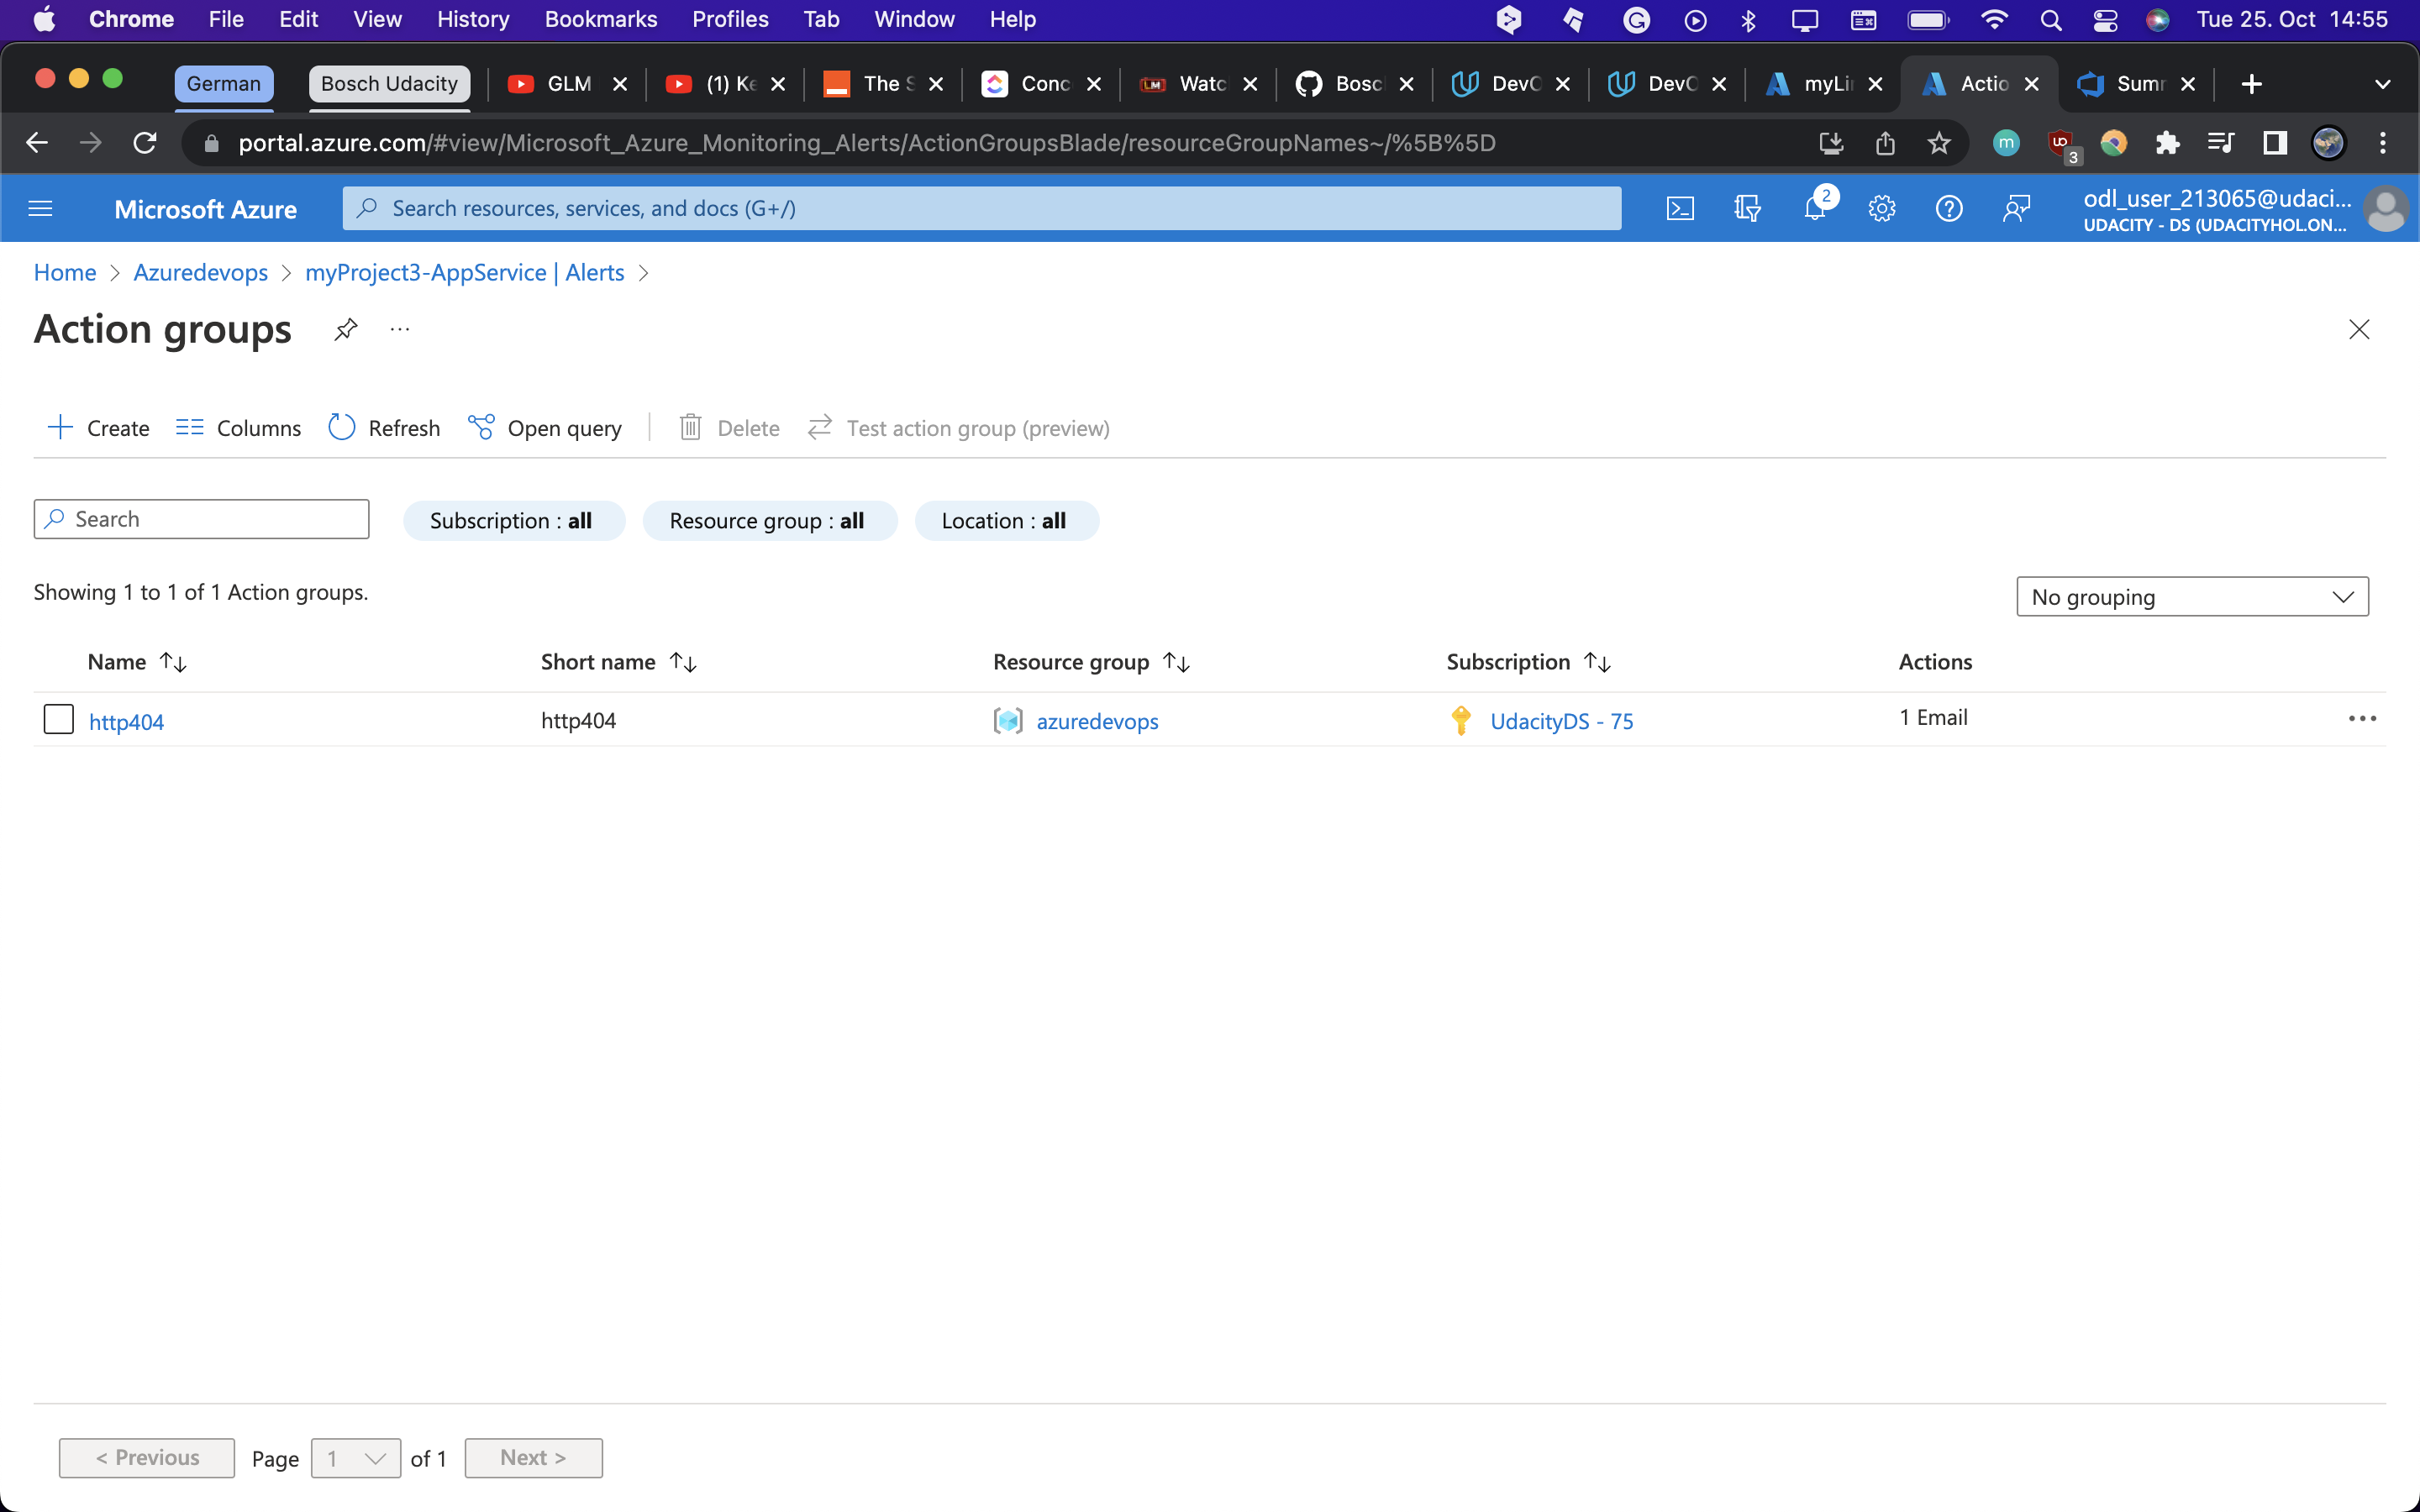 Chrome File Edit View History Bookmarks Profiles Tab Window Help Tue 25. Oct 14:55
German Bosch Udacity GLM (1) Ke The S Conc Watc Bosc DevO DevO myLi Actio Sumr
portal.azure.com/#view/Microsoft_Azure_Monitoring_Alerts/ActionGroupsBlade/resourceGroupNames~/%5B%5D m 3
Microsoft Azure Search resources, services, and docs (G+/) 2 odl_user_213065@udaci...
UDACITY - DS (UDACITYHOL.ON...
Home > Azuredevops > myProject3-AppService | Alerts >
Action groups ...
Create Columns Refresh Open query Delete Test action group (preview)
Search Subscription : all Resource group : all Location : all
Showing 1 to 1 of 1 Action groups. No grouping
Name Short name Resource group Subscription Actions
http404 http404 azuredevops UdacityDS - 75 1 Email
< Previous Page 1 of 1 Next >